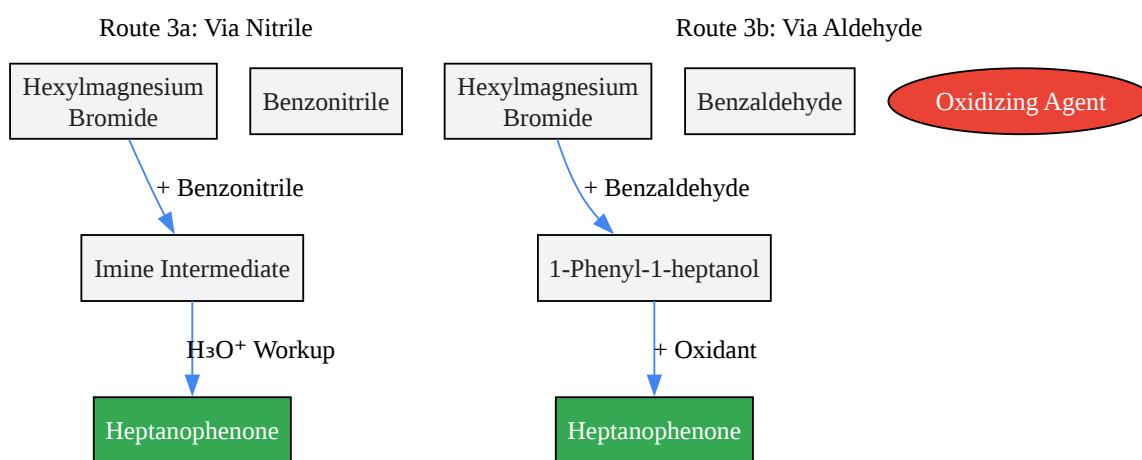 Route 3a: Via Nitrile
Hexylmagnesium
Bromide
Benzonitrile
+ Benzonitrile
Imine Intermediate
H₃O⁺ Workup
Heptanophenone
Route 3b: Via Aldehyde
Hexylmagnesium
Bromide
Benzaldehyde
Oxidizing Agent
+ Benzaldehyde
1-Phenyl-1-heptanol
+ Oxidant
Heptanophenone